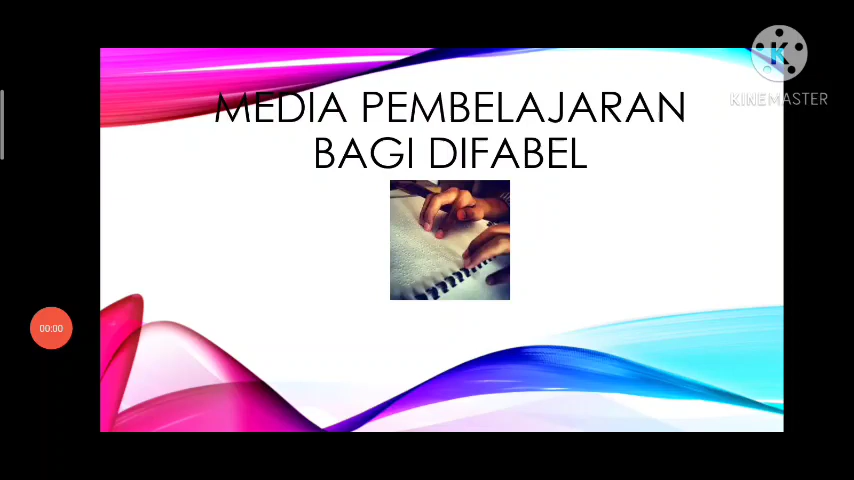 KINEMASTER
MEDIA PEMBELAJARAN
BAGI DIFABEL
00:00